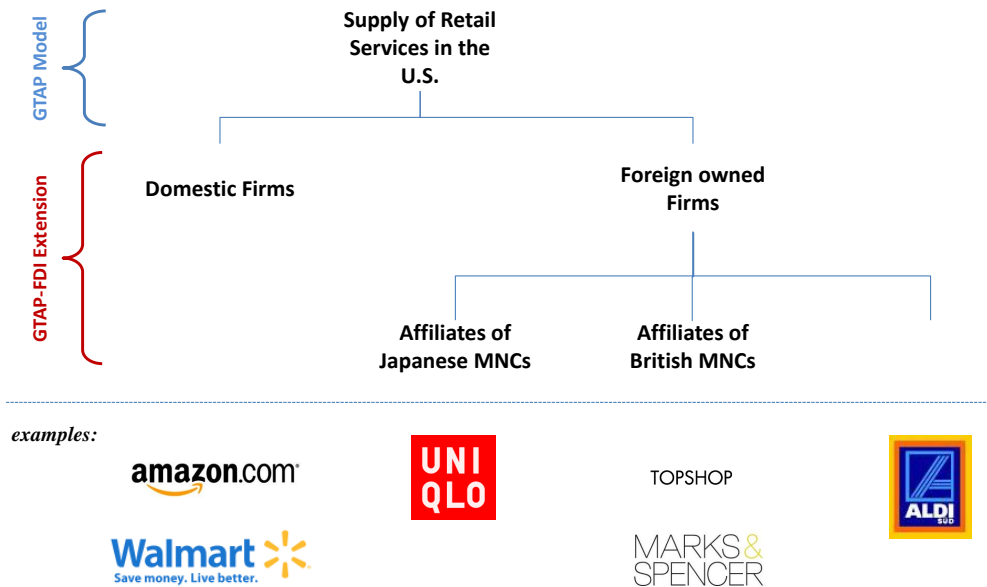 GTAP Model
Supply of Retail
Services in the
U.S.
GTAP-FDI Extension
Domestic Firms
Foreign owned
Firms
Affiliates of
Japanese MNCs
Affiliates of
British MNCs
examples:
amazon.com®
UNI
QLO
TOPSHOP
ALDI
SÜD
Walmart
Save money. Live better.
MARKS &
SPENCER